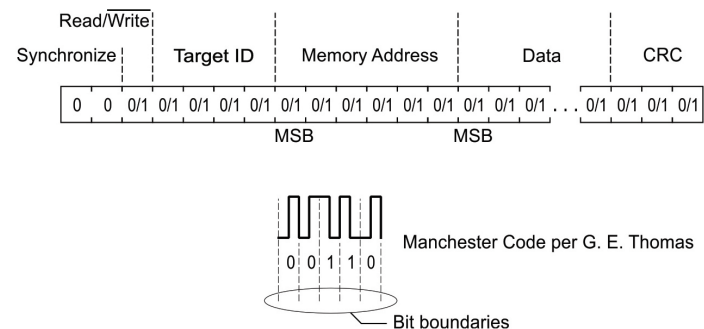 Read/Write
Synchronize Target ID Memory Address Data CRC
0 0 0/1 0/1 0/1 0/1 0/1 0/1 0/1 0/1 0/1 0/1 0/1 0/1 0/1 0/1 . . . 0/1 0/1 0/1 0/1
MSB MSB
Manchester Code per G. E. Thomas
0 0 1 1 0
Bit boundaries